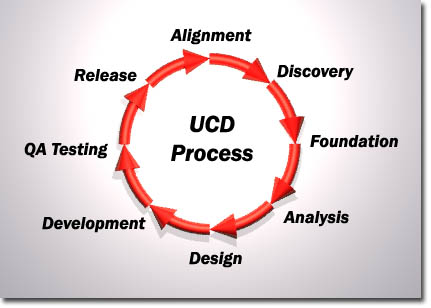 Alignment
Discovery
Foundation
Analysis
Design
Development
QA Testing
Release
UCD
Process